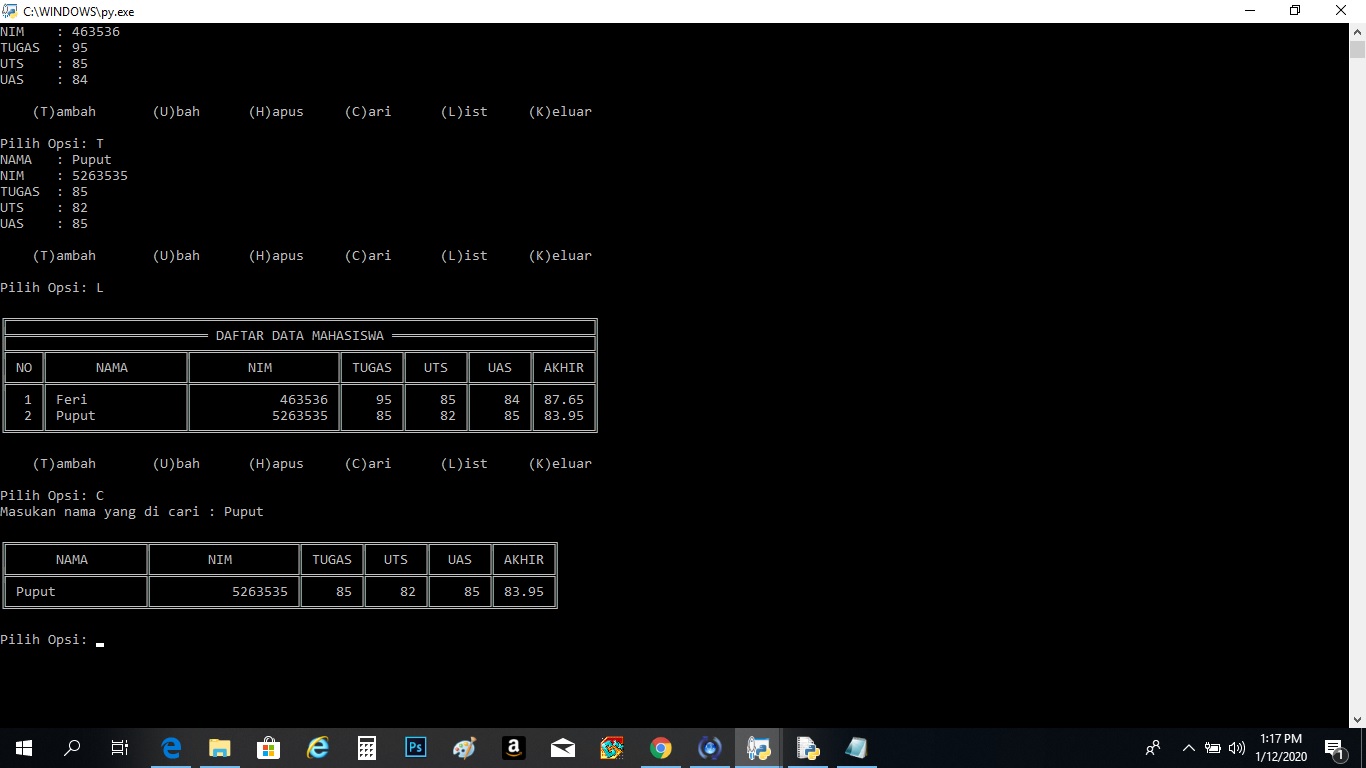 C:\WINDOWS\py.exe
NIM    : 463536
TUGAS  : 95
UTS    : 85
UAS    : 84
(T)ambah       (U)bah      (H)apus     (C)ari      (L)ist     (K)eluar
Pilih Opsi: T
NAMA   : Puput
NIM    : 5263535
TUGAS  : 85
UTS    : 82
UAS    : 85
(T)ambah       (U)bah      (H)apus     (C)ari      (L)ist     (K)eluar
Pilih Opsi: L
DAFTAR DATA MAHASISWA
NO NAMA NIM TUGAS UTS UAS AKHIR
1 Feri 463536 95 85 84 87.65
2 Puput 5263535 85 82 85 83.95
(T)ambah       (U)bah      (H)apus     (C)ari      (L)ist     (K)eluar
Pilih Opsi: C
Masukan nama yang di cari : Puput
NAMA NIM TUGAS UTS UAS AKHIR
Puput 5263535 85 82 85 83.95
Pilih Opsi:
Ps
a
1:17 PM
1/12/2020
1